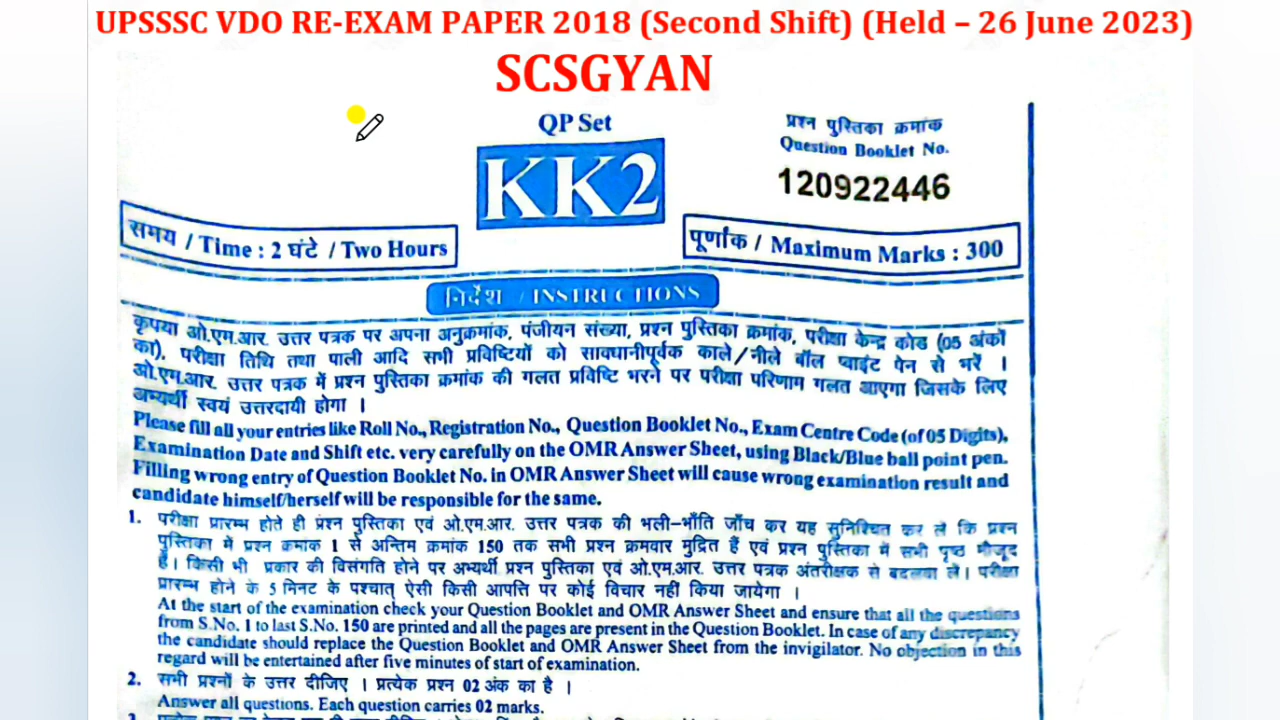 UPSSSC VDO RE-EXAM PAPER 2018 (Second Shift) (Held – 26 June 2023)
SCSGYAN
QP Set
KK2
प्रश्न पुस्तिका क्रमांक
Question Booklet No.
120922446
समय / Time : 2 घंटे / Two Hours
पूर्णांक / Maximum Marks : 300
निर्देश / INSTRUCTIONS
कृपया ओ.एम.आर. उत्तर पत्रक पर अपना अनुक्रमांक, पंजीयन संख्या, प्रश्न पुस्तिका क्रमांक, परीक्षा केन्द्र कोड (05 अंकों
का), परीक्षा तिथि तथा पाली आदि सभी प्रविष्टियों को सावधानीपूर्वक काले/नीले बॉल प्वाईंट पेन से भरें ।
ओ.एम.आर. उत्तर पत्रक में प्रश्न पुस्तिका क्रमांक की गलत प्रविष्टि भरने पर परीक्षा परिणाम गलत आएगा जिसके लिए
अभ्यर्थी स्वयं उत्तरदायी होगा ।
Please fill all your entries like Roll No., Registration No., Question Booklet No., Exam Centre Code (of 05 Digits),
Examination Date and Shift etc. very carefully on the OMR Answer Sheet, using Black/Blue ball point pen.
Filling wrong entry of Question Booklet No. in OMR Answer Sheet will cause wrong examination result and
candidate himself/herself will be responsible for the same.
1. परीक्षा प्रारम्भ होते ही प्रश्न पुस्तिका एवं ओ.एम.आर. उत्तर पत्रक की भली-भाँति जाँच कर यह सुनिश्चित कर लें कि प्रश्न
पुस्तिका में प्रश्न क्रमांक 1 से अन्तिम क्रमांक 150 तक सभी प्रश्न क्रमवार मुद्रित हैं एवं प्रश्न पुस्तिका में सभी पृष्ठ मौजूद
हैं। किसी भी प्रकार की विसंगति होने पर अभ्यर्थी प्रश्न पुस्तिका एवं ओ.एम.आर. उत्तर पत्रक अंतरीक्षक से बदलवा लें। परीक्षा
प्रारम्भ होने के 5 मिनट के पश्चात् ऐसी किसी आपत्ति पर कोई विचार नहीं किया जायेगा ।
At the start of the examination check your Question Booklet and OMR Answer Sheet and ensure that all the questions
from S.No. 1 to last S.No. 150 are printed and all the pages are present in the Question Booklet. In case of any discrepancy
the candidate should replace the Question Booklet and OMR Answer Sheet from the invigilator. No objection in this
regard will be entertained after five minutes of start of examination.
2. सभी प्रश्नों के उत्तर दीजिए । प्रत्येक प्रश्न 02 अंक का है ।
Answer all questions. Each question carries 02 marks.